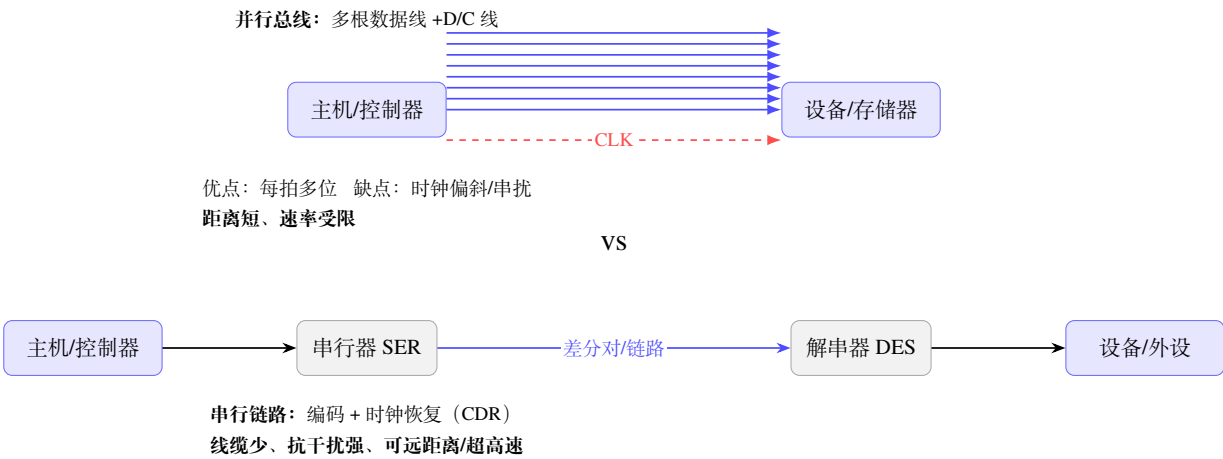 并行总线：多根数据线 +D/C 线
主机/控制器
设备/存储器
CLK
优点：每拍多位 缺点：时钟偏斜/串扰
距离短、速率受限
vs
主机/控制器
串行器 SER
差分对/链路
解串器 DES
设备/外设
串行链路：编码 + 时钟恢复（CDR）
线缆少、抗干扰强、可远距离/超高速